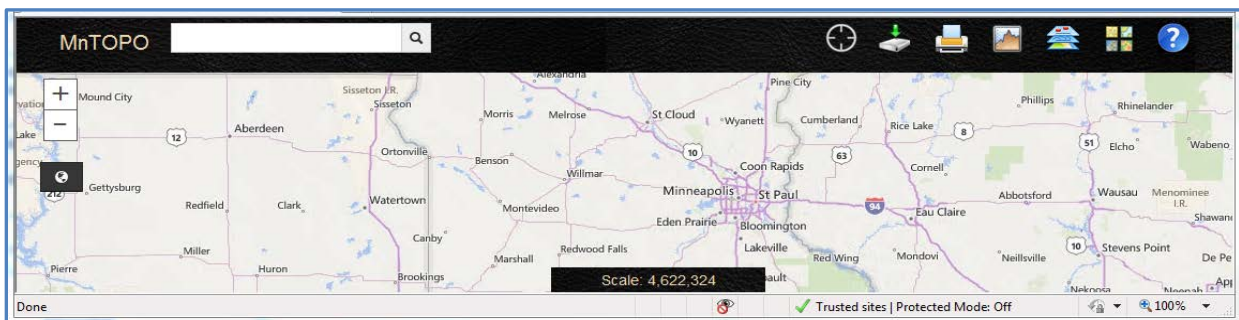 MnTOPO
Alexandria
Pine City
Sisseton I.R.
Mound City
Sisseton
Phillips
Rhinelander
Morris
Melrose
St Cloud
Wyanett
Cumberland
Rice Lake
8
Lake
12
Aberdeen
51
Elcho
Wabeno
Ortonville
10
63
Benson
Coon Rapids
Cornell
Willmar
212
Gettysburg
Minneapolis
St Paul
Abbotsford
Wausau
Menominee
I.R.
Redfield
Clark
Watertown
Montevideo
94
Eau Claire
Eden Prairie
Bloomington
Canby
Miller
Marshall
Redwood Falls
Lakeville
Red Wing
Mondovi
Neillsville
10
Stevens Point
De Pe
Pierre
Huron
Brookings
Scale: 4,622,324
ault
Nekoosa
Neenah
App
Done
Trusted sites | Protected Mode: Off
100%